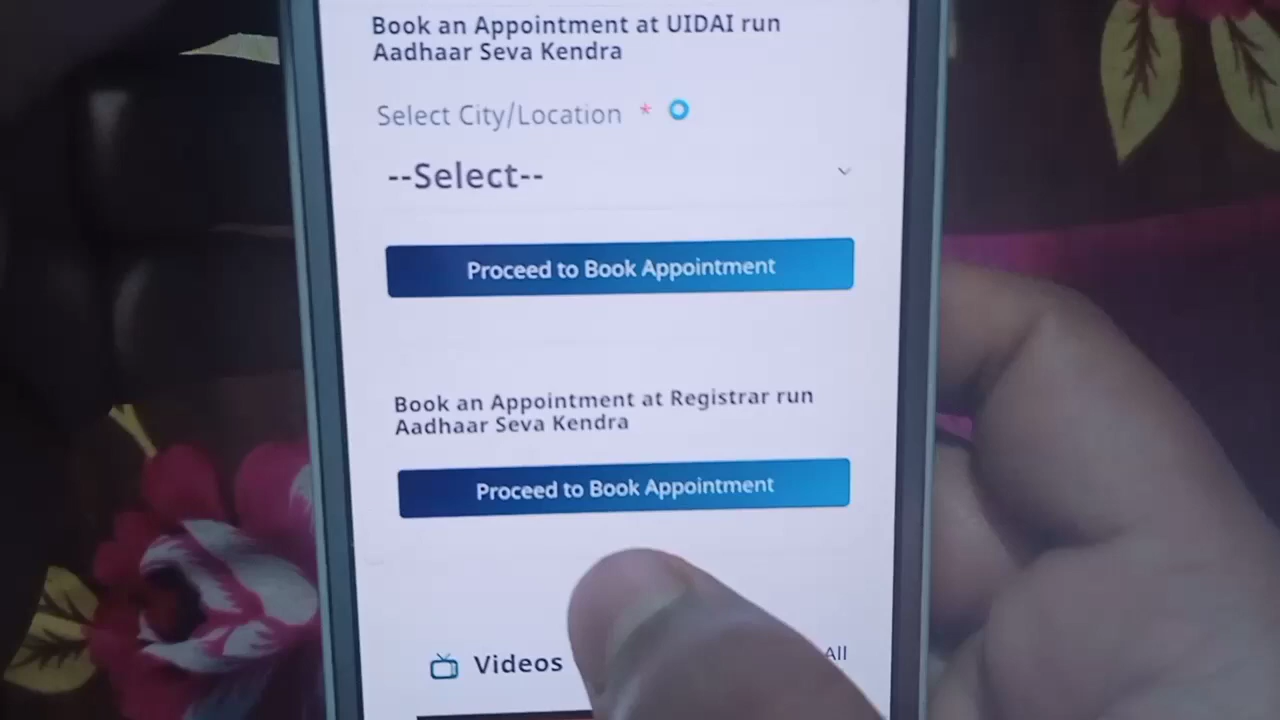 Book an Appointment at UIDAI run
Aadhaar Seva Kendra
Select City/Location *
--Select--
Proceed to Book Appointment
Book an Appointment at Registrar run
Aadhaar Seva Kendra
Proceed to Book Appointment
Videos
All